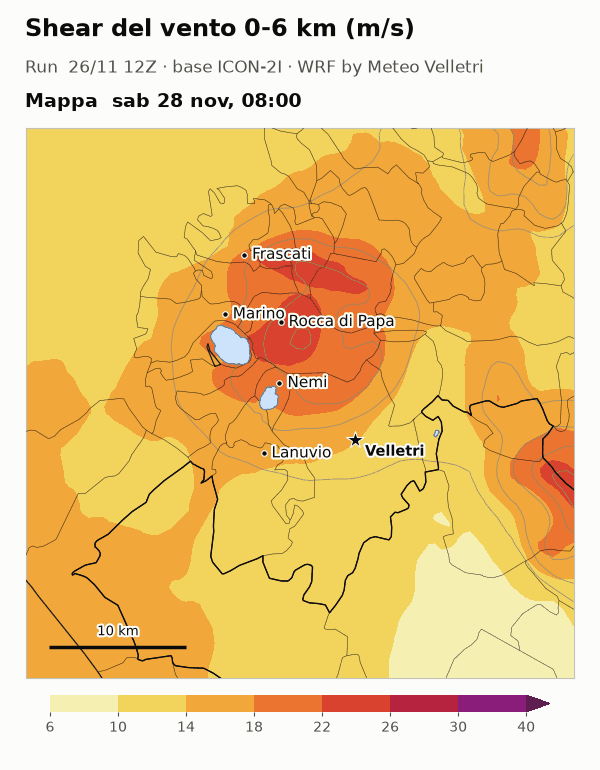 Shear del vento 0-6 km (m/s)
Run  26/11 12Z · base ICON-2I · WRF by Meteo Velletri
Mappa  sab 28 nov, 08:00
Frascati
Marino
Rocca di Papa
Nemi
Velletri
Lanuvio
10 km
6 10 14 18 22 26 30 40